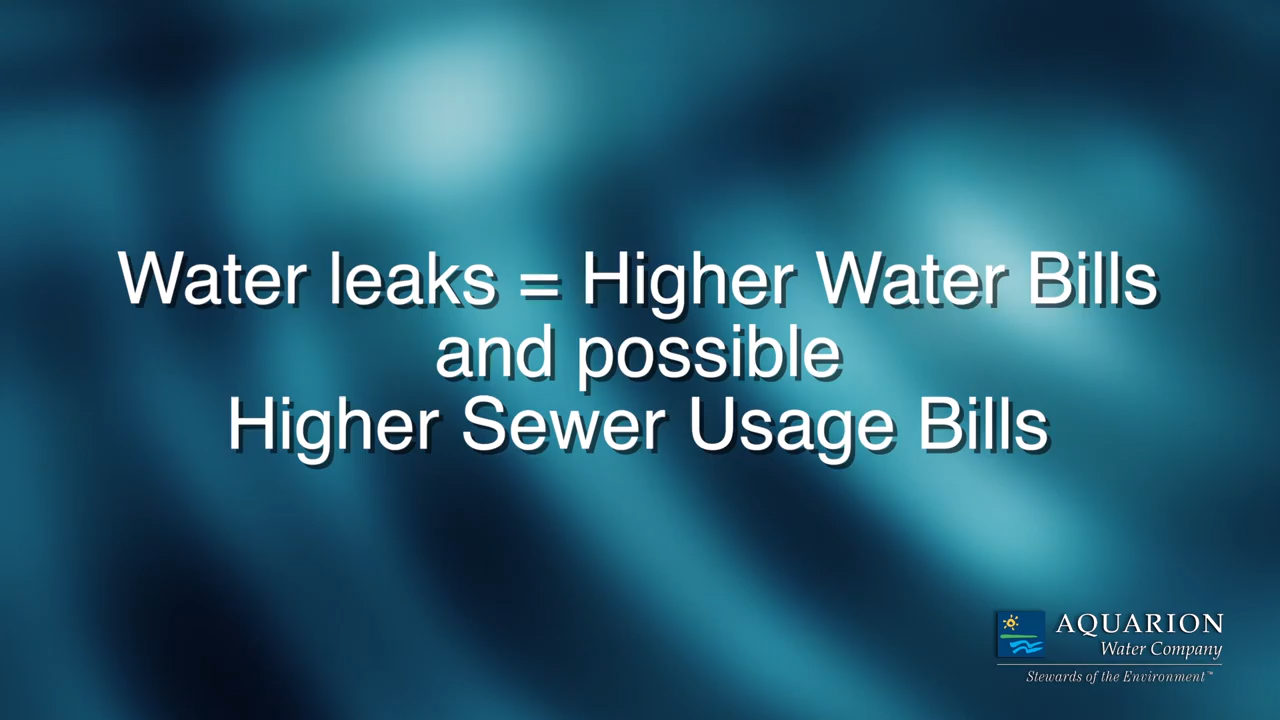 Water leaks = Higher Water Bills
and possible
Higher Sewer Usage Bills
AQUARION
Water Company
Stewards of the Environment™